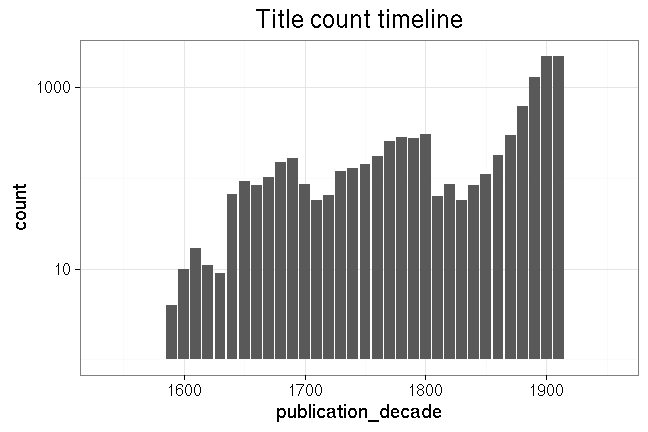 Title count timeline
1000
10
count
1600 1700 1800 1900
publication_decade